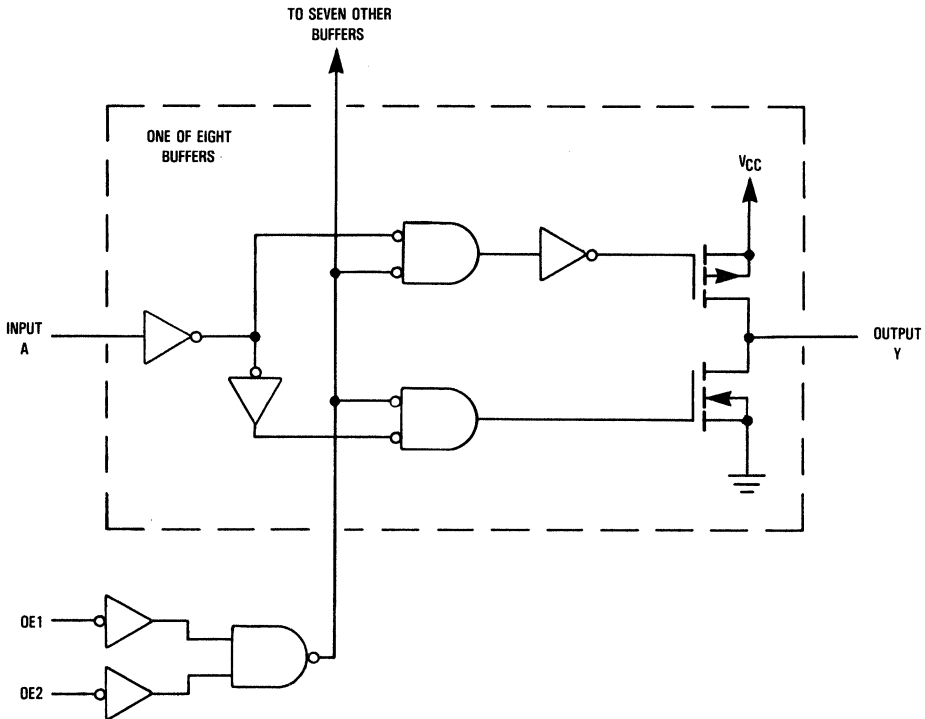 TO SEVEN OTHER
BUFFERS
ONE OF EIGHT
BUFFERS
VCC
INPUT
A
OUTPUT
Y
OE1
OE2